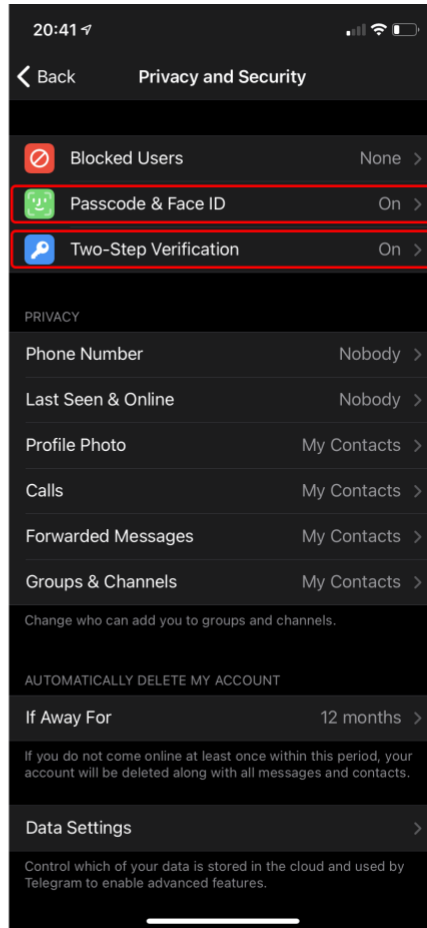 20:41
Back Privacy and Security
Blocked Users None
Passcode & Face ID On
Two-Step Verification On
PRIVACY
Phone Number Nobody
Last Seen & Online Nobody
Profile Photo My Contacts
Calls My Contacts
Forwarded Messages My Contacts
Groups & Channels My Contacts
Change who can add you to groups and channels.
AUTOMATICALLY DELETE MY ACCOUNT
If Away For 12 months
If you do not come online at least once within this period, your
account will be deleted along with all messages and contacts.
Data Settings
Control which of your data is stored in the cloud and used by
Telegram to enable advanced features.